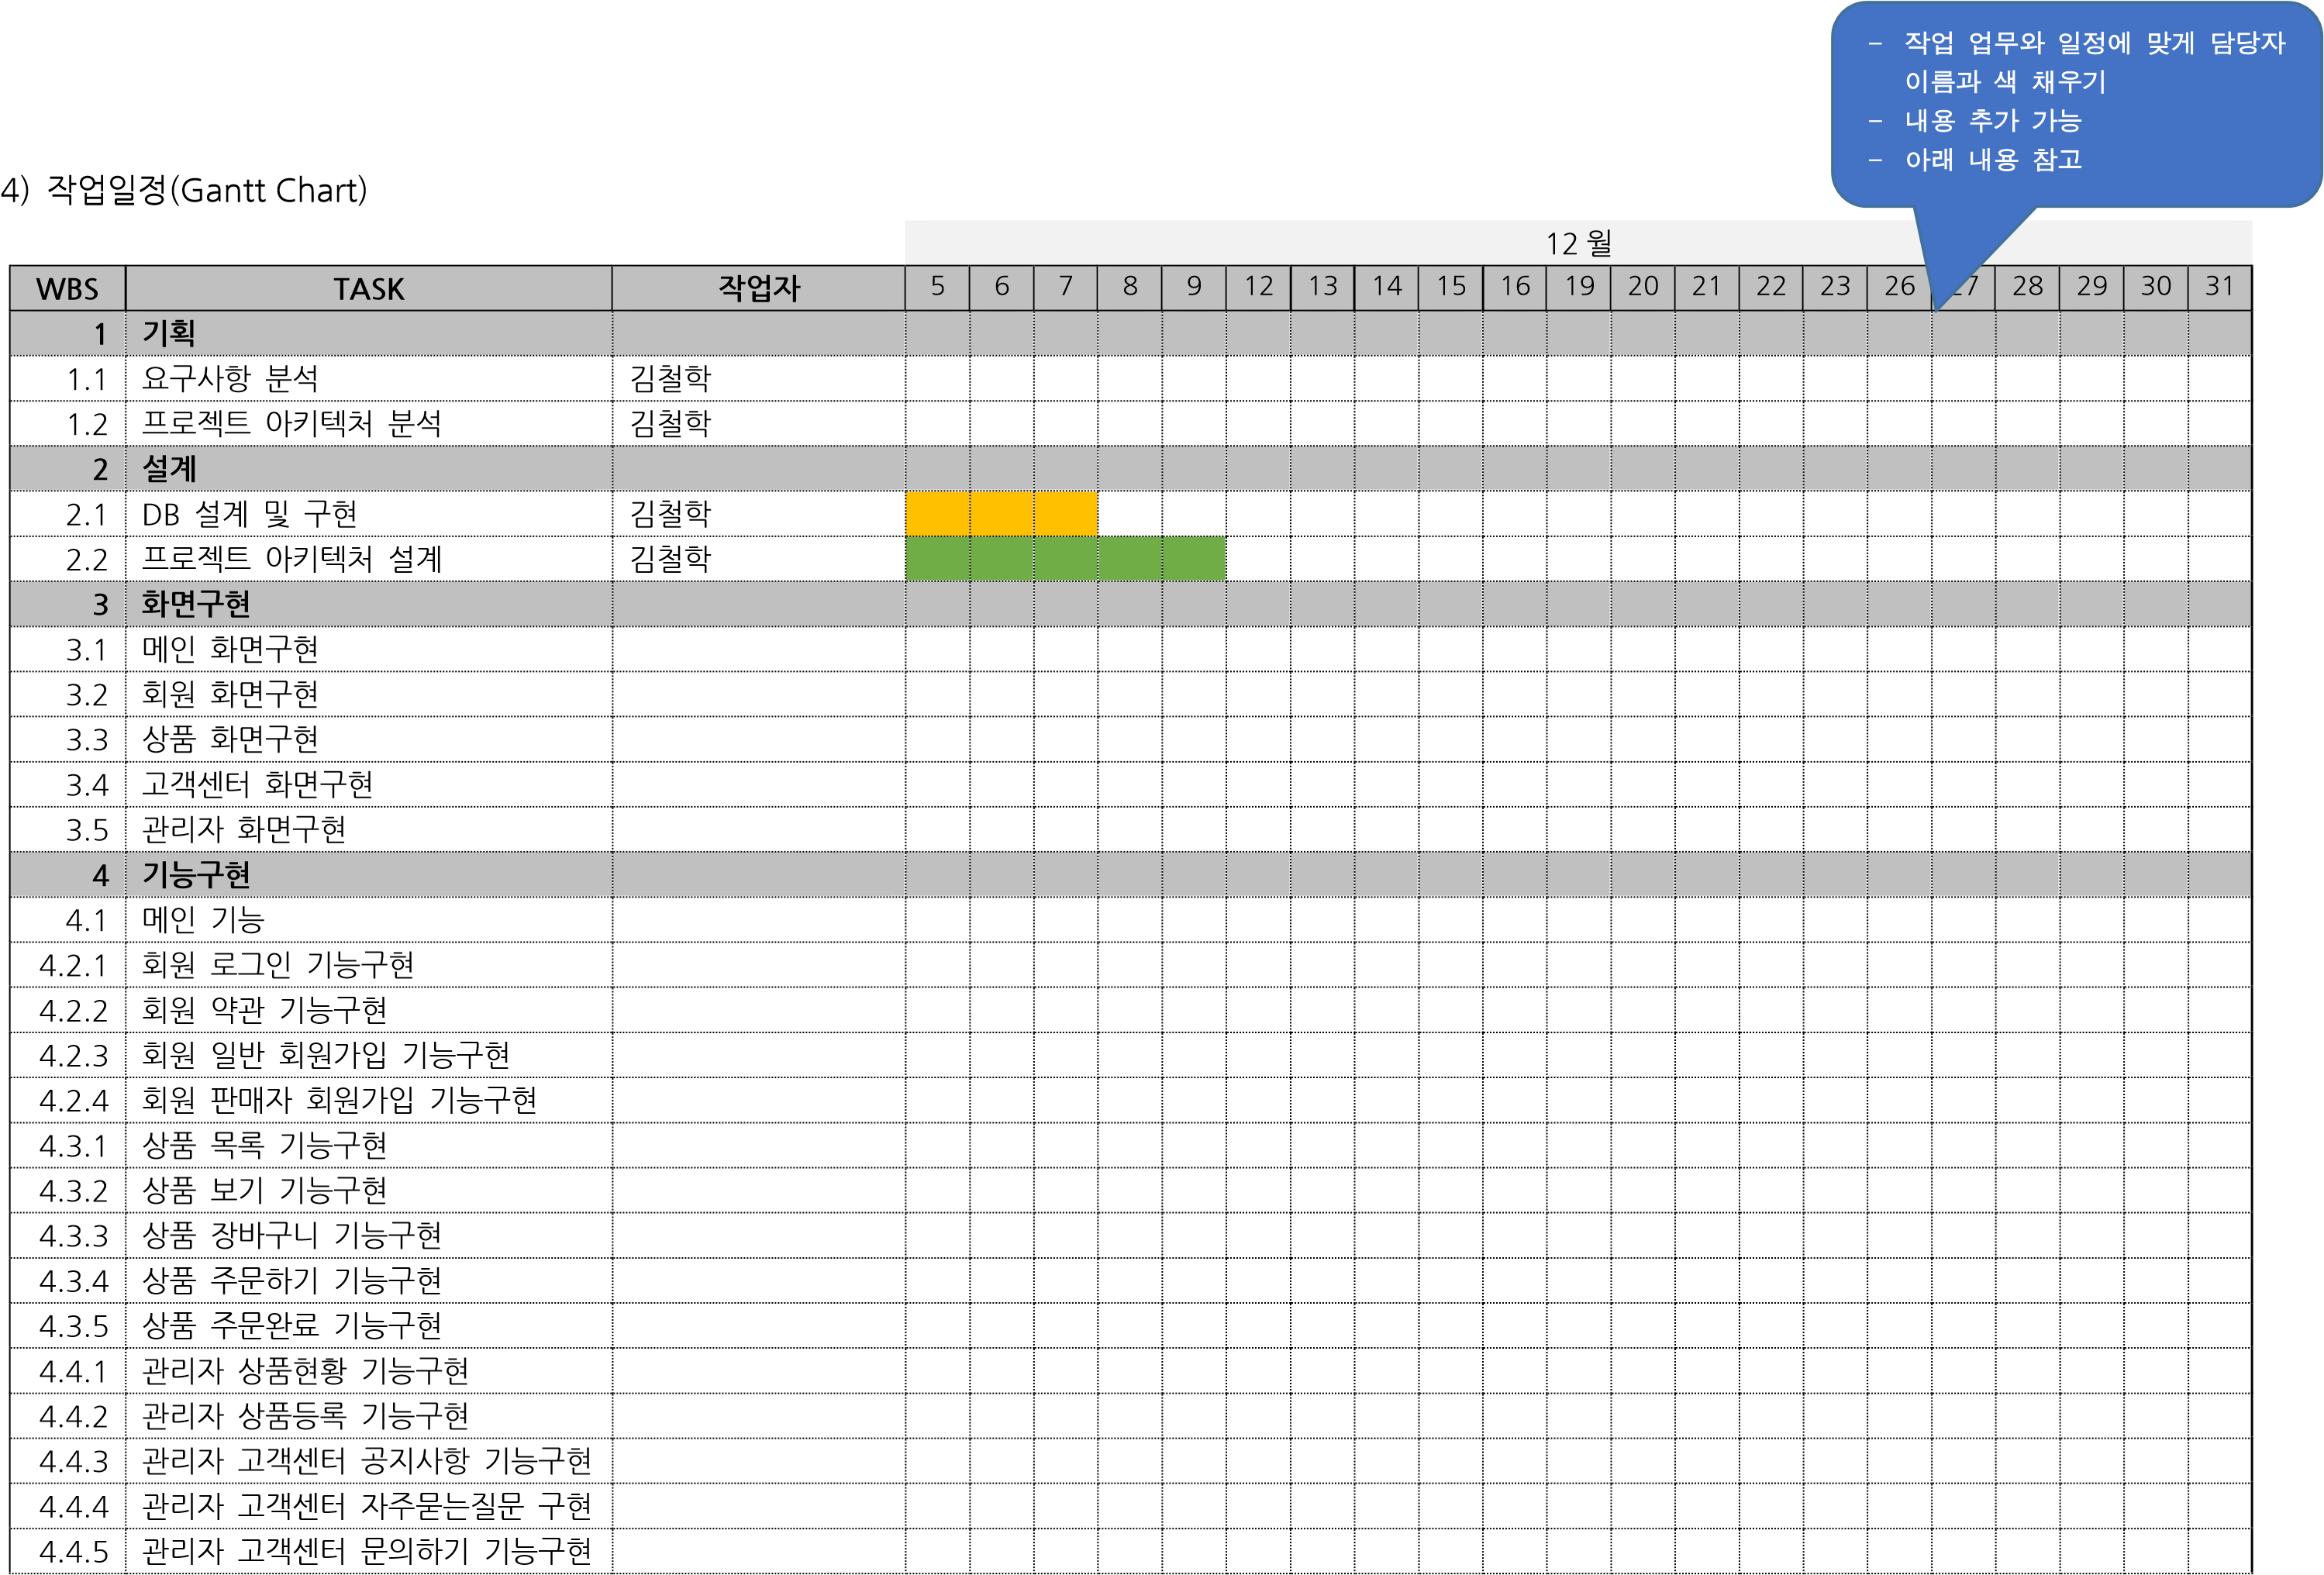 - 작업 업무와 일정에 맞게 담당자
이름과 색 채우기
- 내용 추가 가능
- 아래 내용 참고
4) 작업일정(Gantt Chart)
12월
WBS TASK 작업자 5 6 7 8 9 12 13 14 15 16 19 20 21 22 23 26 27 28 29 30 31
1 기획
1.1 요구사항 분석 김철학
1.2 프로젝트 아키텍처 분석 김철학
2 설계
2.1 DB 설계 및 구현 김철학
2.2 프로젝트 아키텍처 설계 김철학
3 화면구현
3.1 메인 화면구현
3.2 회원 화면구현
3.3 상품 화면구현
3.4 고객센터 화면구현
3.5 관리자 화면구현
4 기능구현
4.1 메인 기능
4.2.1 회원 로그인 기능구현
4.2.2 회원 약관 기능구현
4.2.3 회원 일반 회원가입 기능구현
4.2.4 회원 판매자 회원가입 기능구현
4.3.1 상품 목록 기능구현
4.3.2 상품 보기 기능구현
4.3.3 상품 장바구니 기능구현
4.3.4 상품 주문하기 기능구현
4.3.5 상품 주문완료 기능구현
4.4.1 관리자 상품현황 기능구현
4.4.2 관리자 상품등록 기능구현
4.4.3 관리자 고객센터 공지사항 기능구현
4.4.4 관리자 고객센터 자주묻는질문 구현
4.4.5 관리자 고객센터 문의하기 기능구현